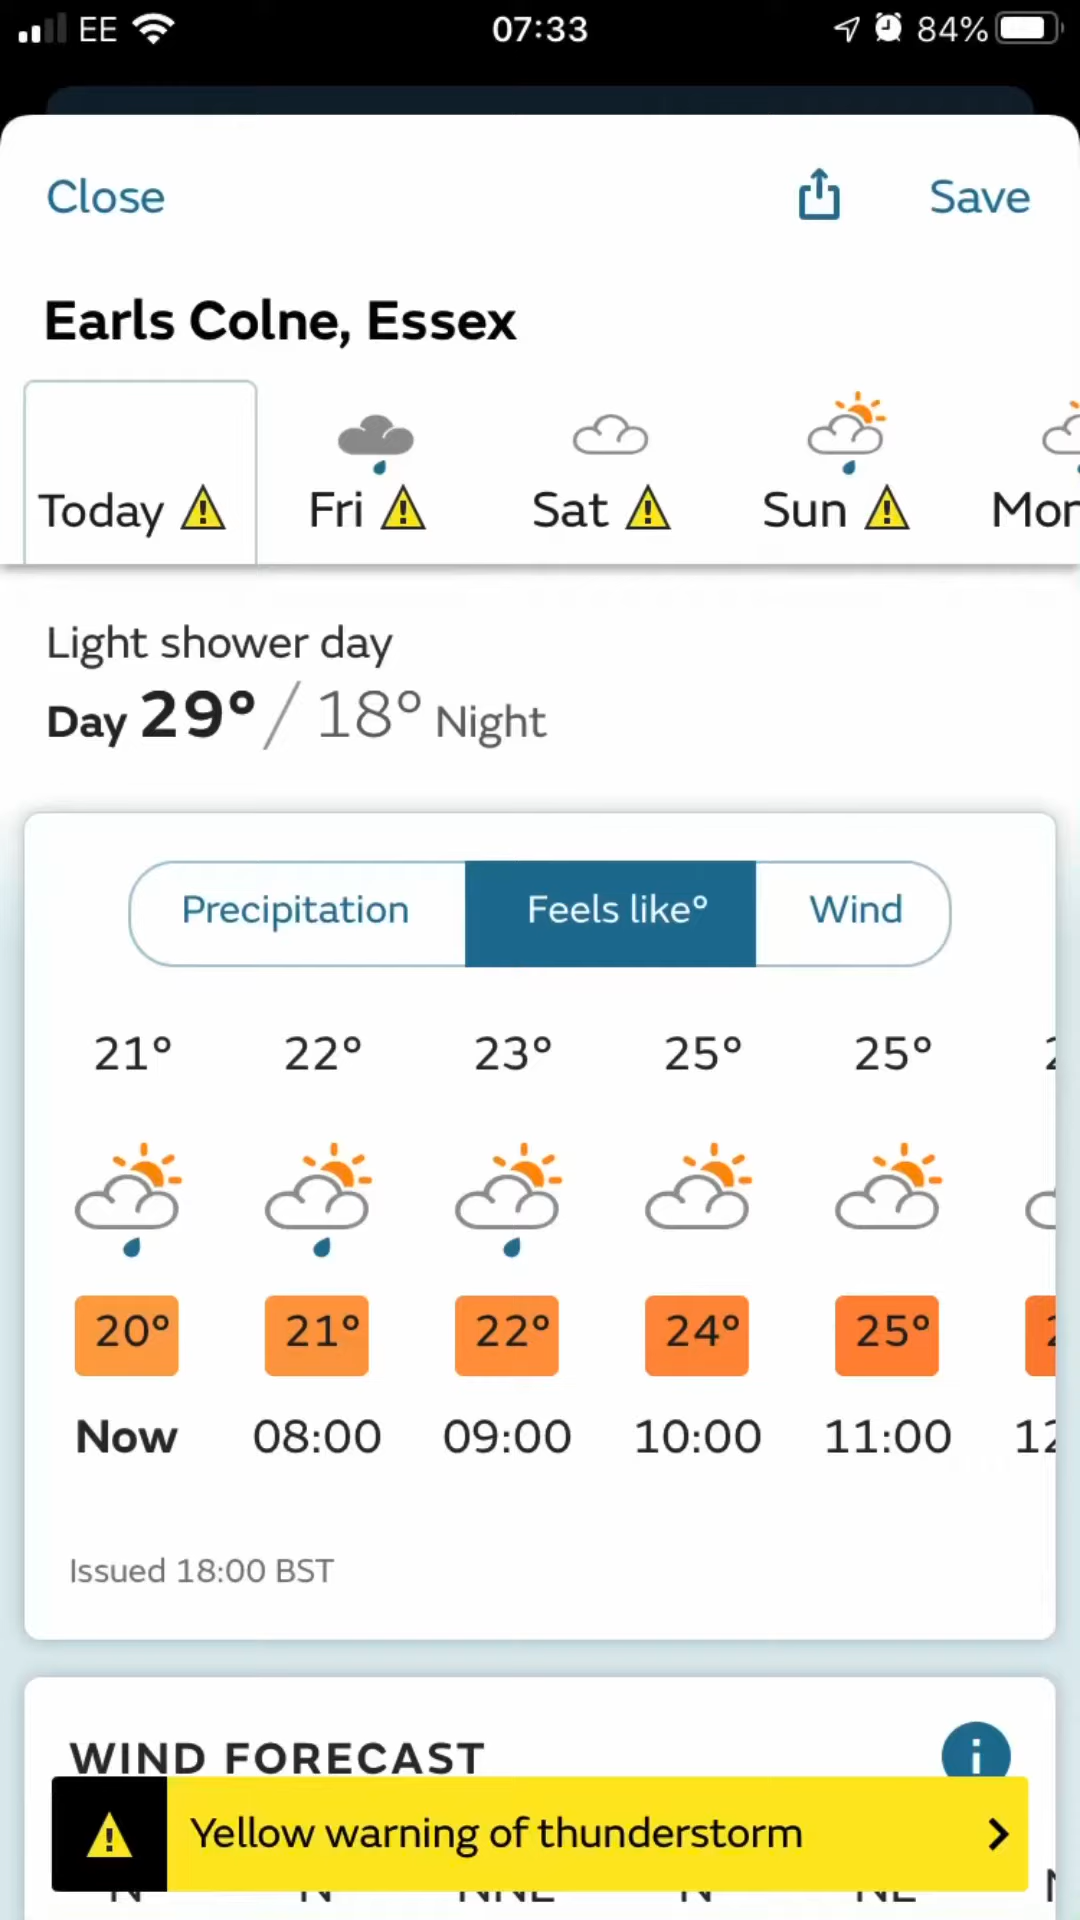 EE 07:33 84%
Close Save
Earls Colne, Essex
Today Fri Sat Sun Mon
Light shower day
Day 29° / 18° Night
Precipitation Feels like° Wind
21° 22° 23° 25° 25°
20° 21° 22° 24° 25°
Now 08:00 09:00 10:00 11:00 12
Issued 18:00 BST
WIND FORECAST
Yellow warning of thunderstorm